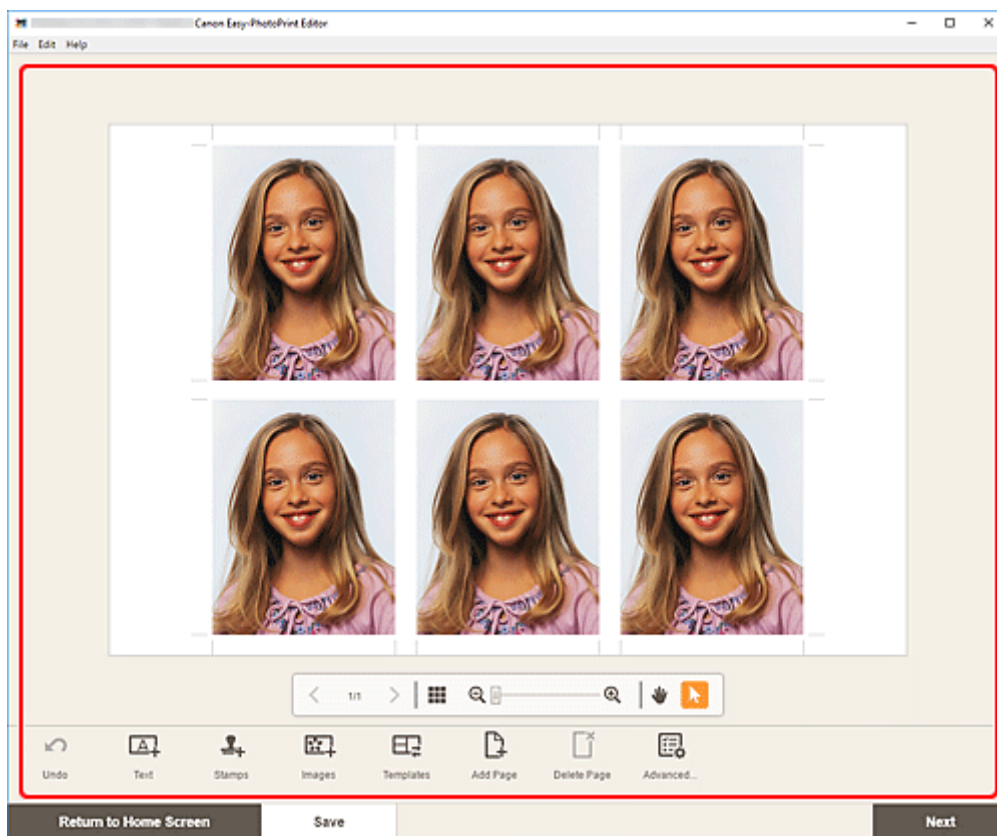 Canon Easy-PhotoPrint Editor
File Edit Help
1/1
Undo Text Stamps Images Templates Add Page Delete Page Advanced...
Return to Home Screen Save Next